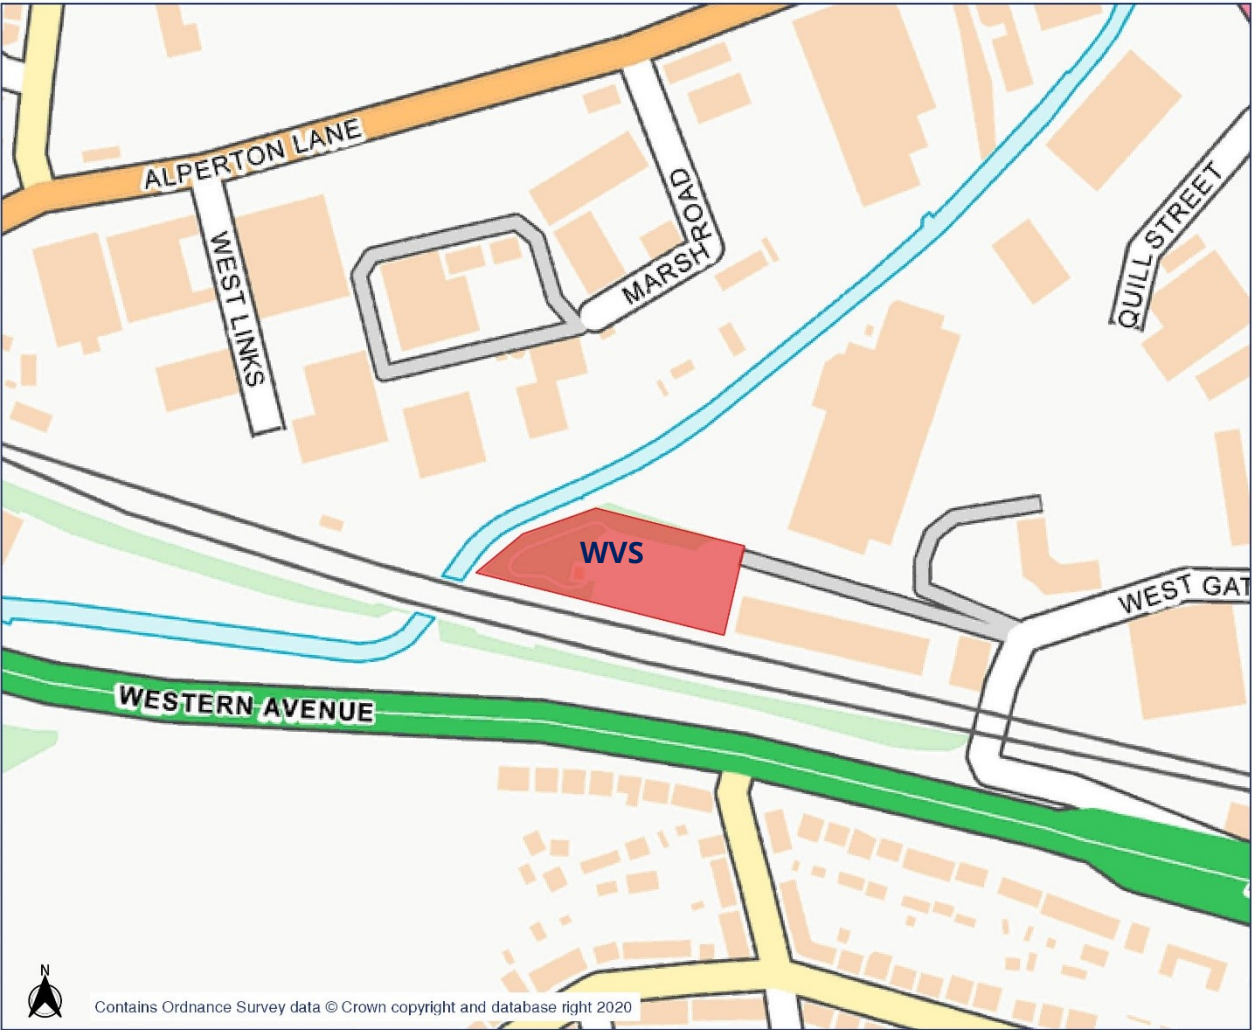 ALPERTON LANE
WEST LINKS
MARSH ROAD
QUILL STREET
WVS
WEST GAT
WESTERN AVENUE
N
Contains Ordnance Survey data © Crown copyright and database right 2020